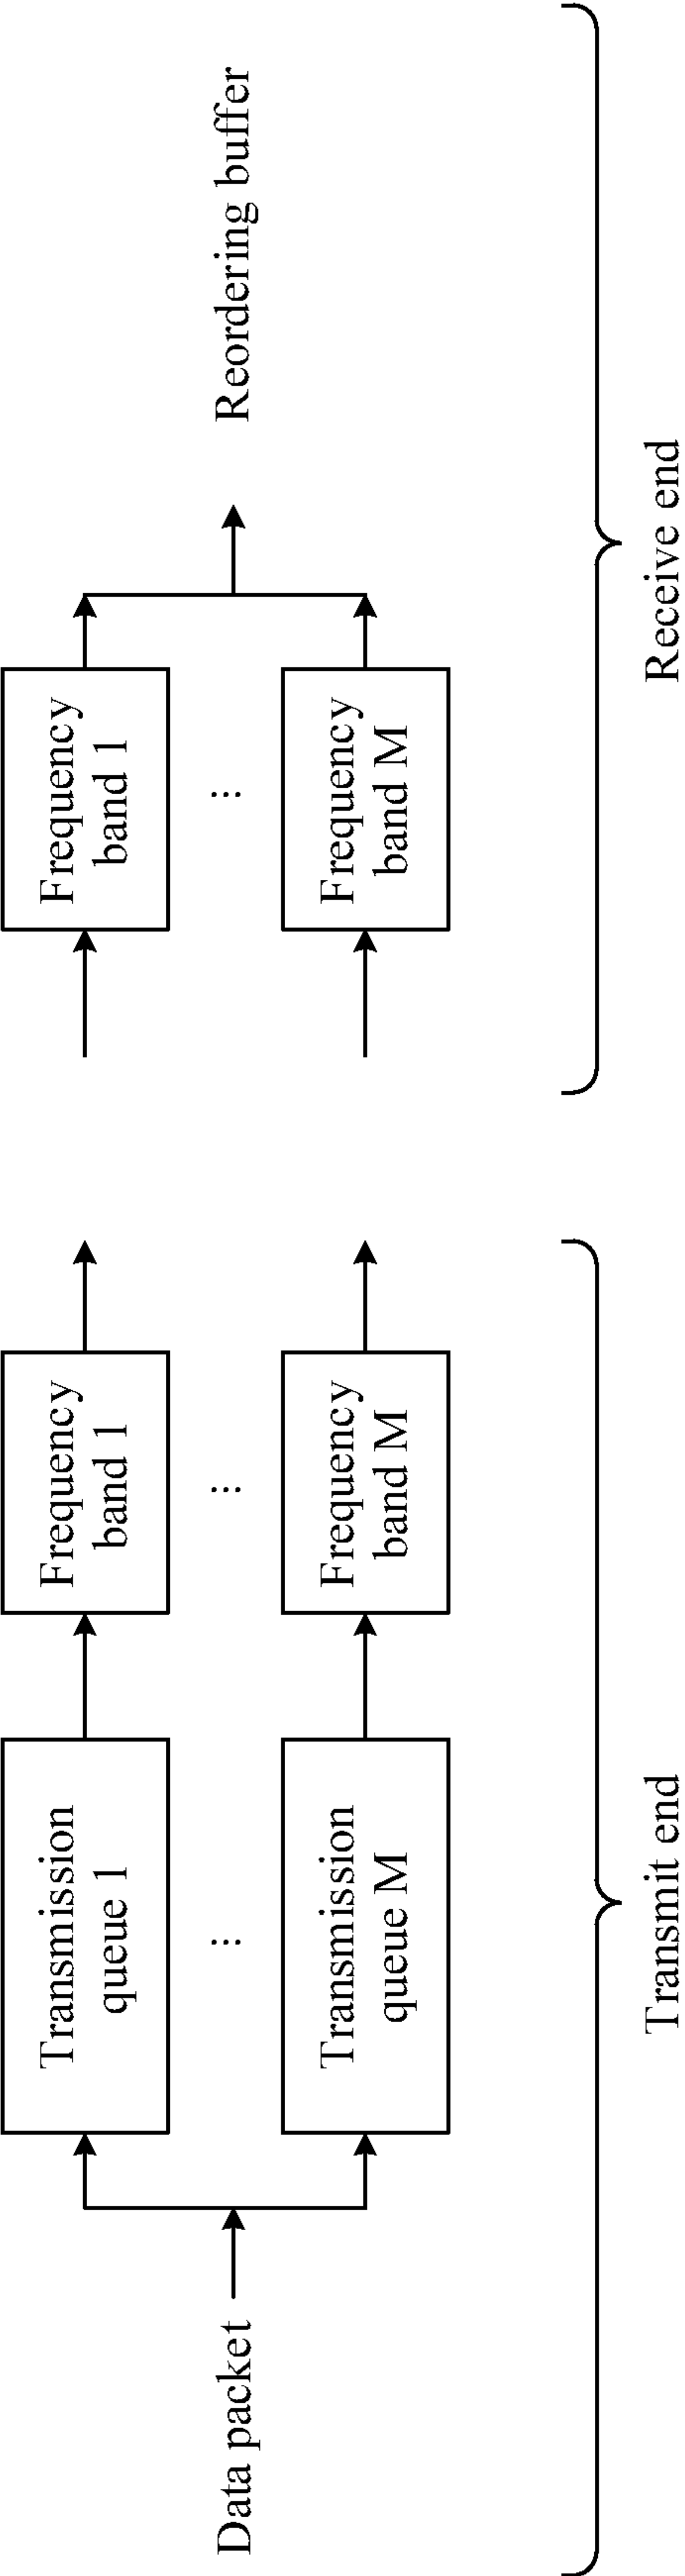 Data packet
Transmission
queue 1
⋮
Transmission
queue M
Frequency
band 1
⋮
Frequency
band M
Transmit end
Frequency
band 1
⋮
Frequency
band M
Reordering buffer
Receive end